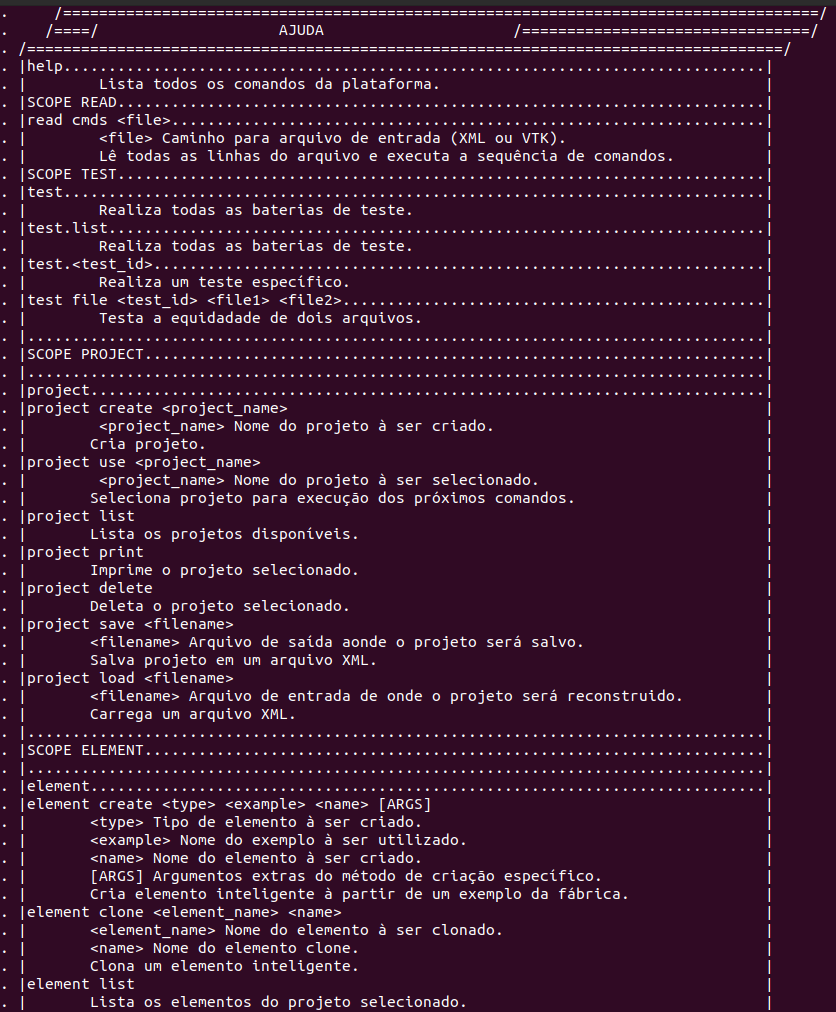 .     /====================================================================================/
.    /====/                    AJUDA                     /================================/
. /====================================================================================/
. |help..............................................................................|
. |        Lista todos os comandos da plataforma.                                    |
. |SCOPE READ........................................................................|
. |read cmds <file>..................................................................|
. |        <file> Caminho para arquivo de entrada (XML ou VTK).                      |
. |        Lê todas as linhas do arquivo e executa a sequência de comandos.          |
. |SCOPE TEST........................................................................|
. |test..............................................................................|
. |        Realiza todas as baterias de teste.                                       |
. |test.list.........................................................................|
. |        Realiza todas as baterias de teste.                                       |
. |test.<test_id>....................................................................|
. |        Realiza um teste específico.                                              |
. |test file <test_id> <file1> <file2>...............................................|
. |        Testa a equidadade de dois arquivos.                                      |
. |..................................................................................|
. |SCOPE PROJECT.....................................................................|
. |..................................................................................|
. |project...........................................................................|
. |project create <project_name>                                                     |
. |        <project_name> Nome do projeto à ser criado.                              |
. |       Cria projeto.                                                              |
. |project use <project_name>                                                        |
. |        <project_name> Nome do projeto à ser selecionado.                         |
. |       Seleciona projeto para execução dos próximos comandos.                     |
. |project list                                                                      |
. |       Lista os projetos disponíveis.                                             |
. |project print                                                                     |
. |       Imprime o projeto selecionado.                                             |
. |project delete                                                                    |
. |       Deleta o projeto selecionado.                                              |
. |project save <filename>                                                           |
. |       <filename> Arquivo de saída aonde o projeto será salvo.                    |
. |       Salva projeto em um arquivo XML.                                           |
. |project load <filename>                                                           |
. |       <filename> Arquivo de entrada de onde o projeto será reconstruido.         |
. |       Carrega um arquivo XML.                                                    |
. |..................................................................................|
. |SCOPE ELEMENT.....................................................................|
. |..................................................................................|
. |element...........................................................................|
. |element create <type> <example> <name> [ARGS]                                     |
. |       <type> Tipo de elemento à ser criado.                                      |
. |       <example> Nome do exemplo à ser utilizado.                                 |
. |       <name> Nome do elemento à ser criado.                                      |
. |       [ARGS] Argumentos extras do método de criação específico.                  |
. |       Cria elemento inteligente à partir de um exemplo da fábrica.               |
. |element clone <element_name> <name>                                               |
. |       <element_name> Nome do elemento à ser clonado.                             |
. |       <name> Nome do elemento clone.                                             |
. |       Clona um elemento inteligente.                                             |
. |element list                                                                      |
. |       Lista os elementos do projeto selecionado.                                 |